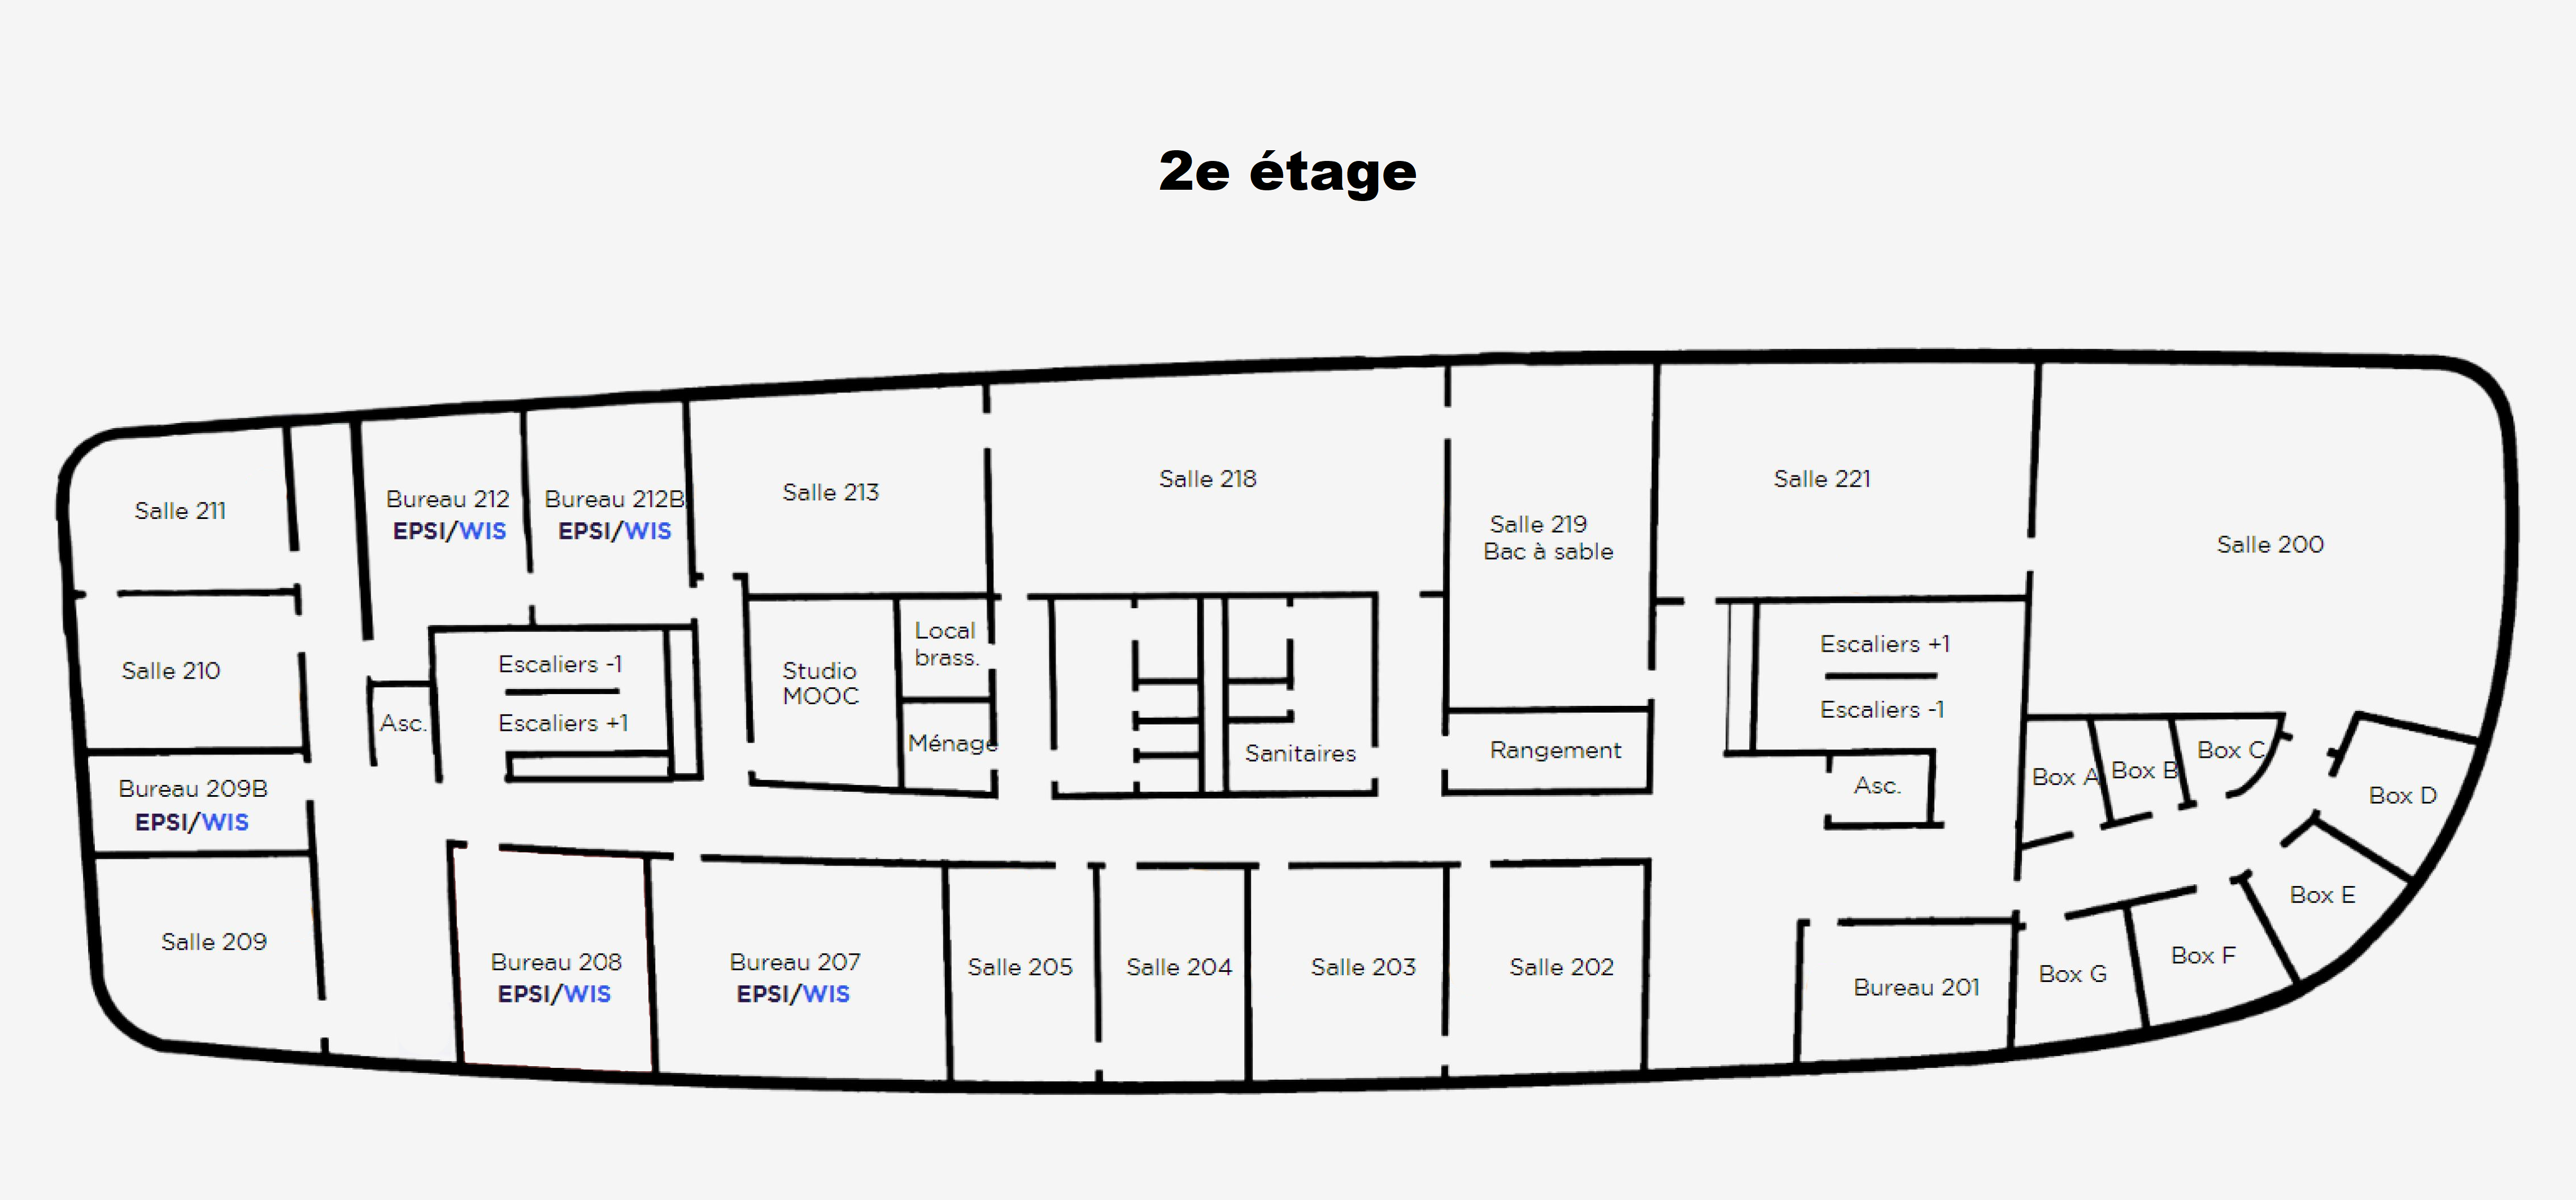 2e étage
Salle 211
Bureau 212
EPSI/WIS
Bureau 212B
EPSI/WIS
Salle 213
Salle 218
Salle 219
Bac à sable
Salle 221
Salle 200
Salle 210
Asc.
Escaliers -1
Escaliers +1
Studio
MOOC
Local
brass.
Ménage
Sanitaires
Rangement
Escaliers +1
Escaliers -1
Asc.
Box A
Box B
Box C
Box D
Box E
Box F
Box G
Bureau 209B
EPSI/WIS
Salle 209
Bureau 208
EPSI/WIS
Bureau 207
EPSI/WIS
Salle 205
Salle 204
Salle 203
Salle 202
Bureau 201